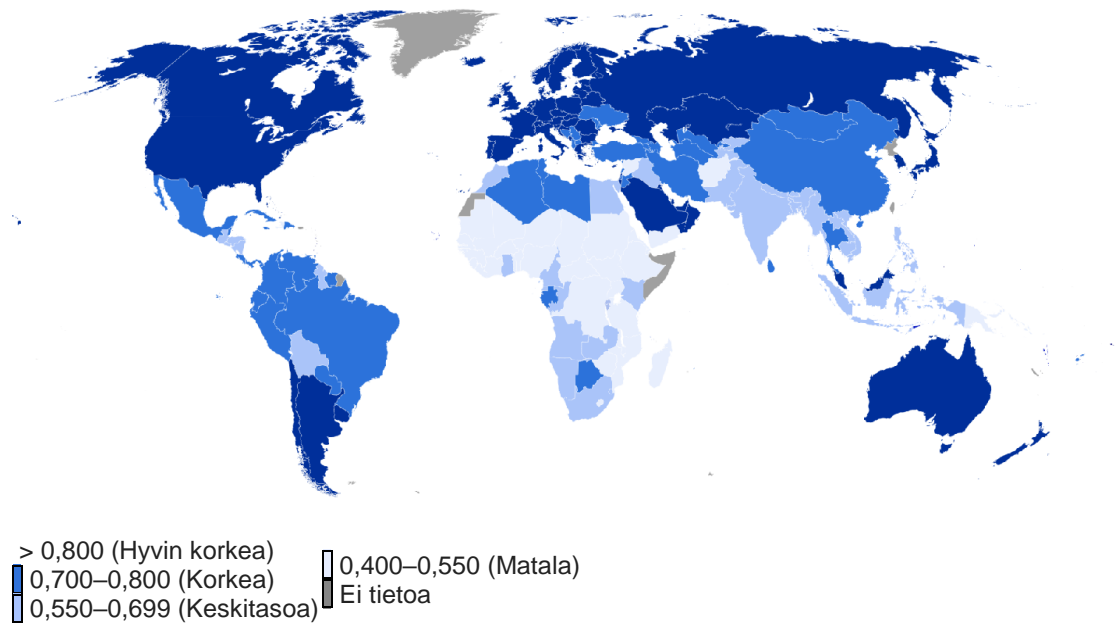 > 0,800 (Hyvin korkea)
0,700–0,800 (Korkea)
0,550–0,699 (Keskitasoa)
0,400–0,550 (Matala)
Ei tietoa